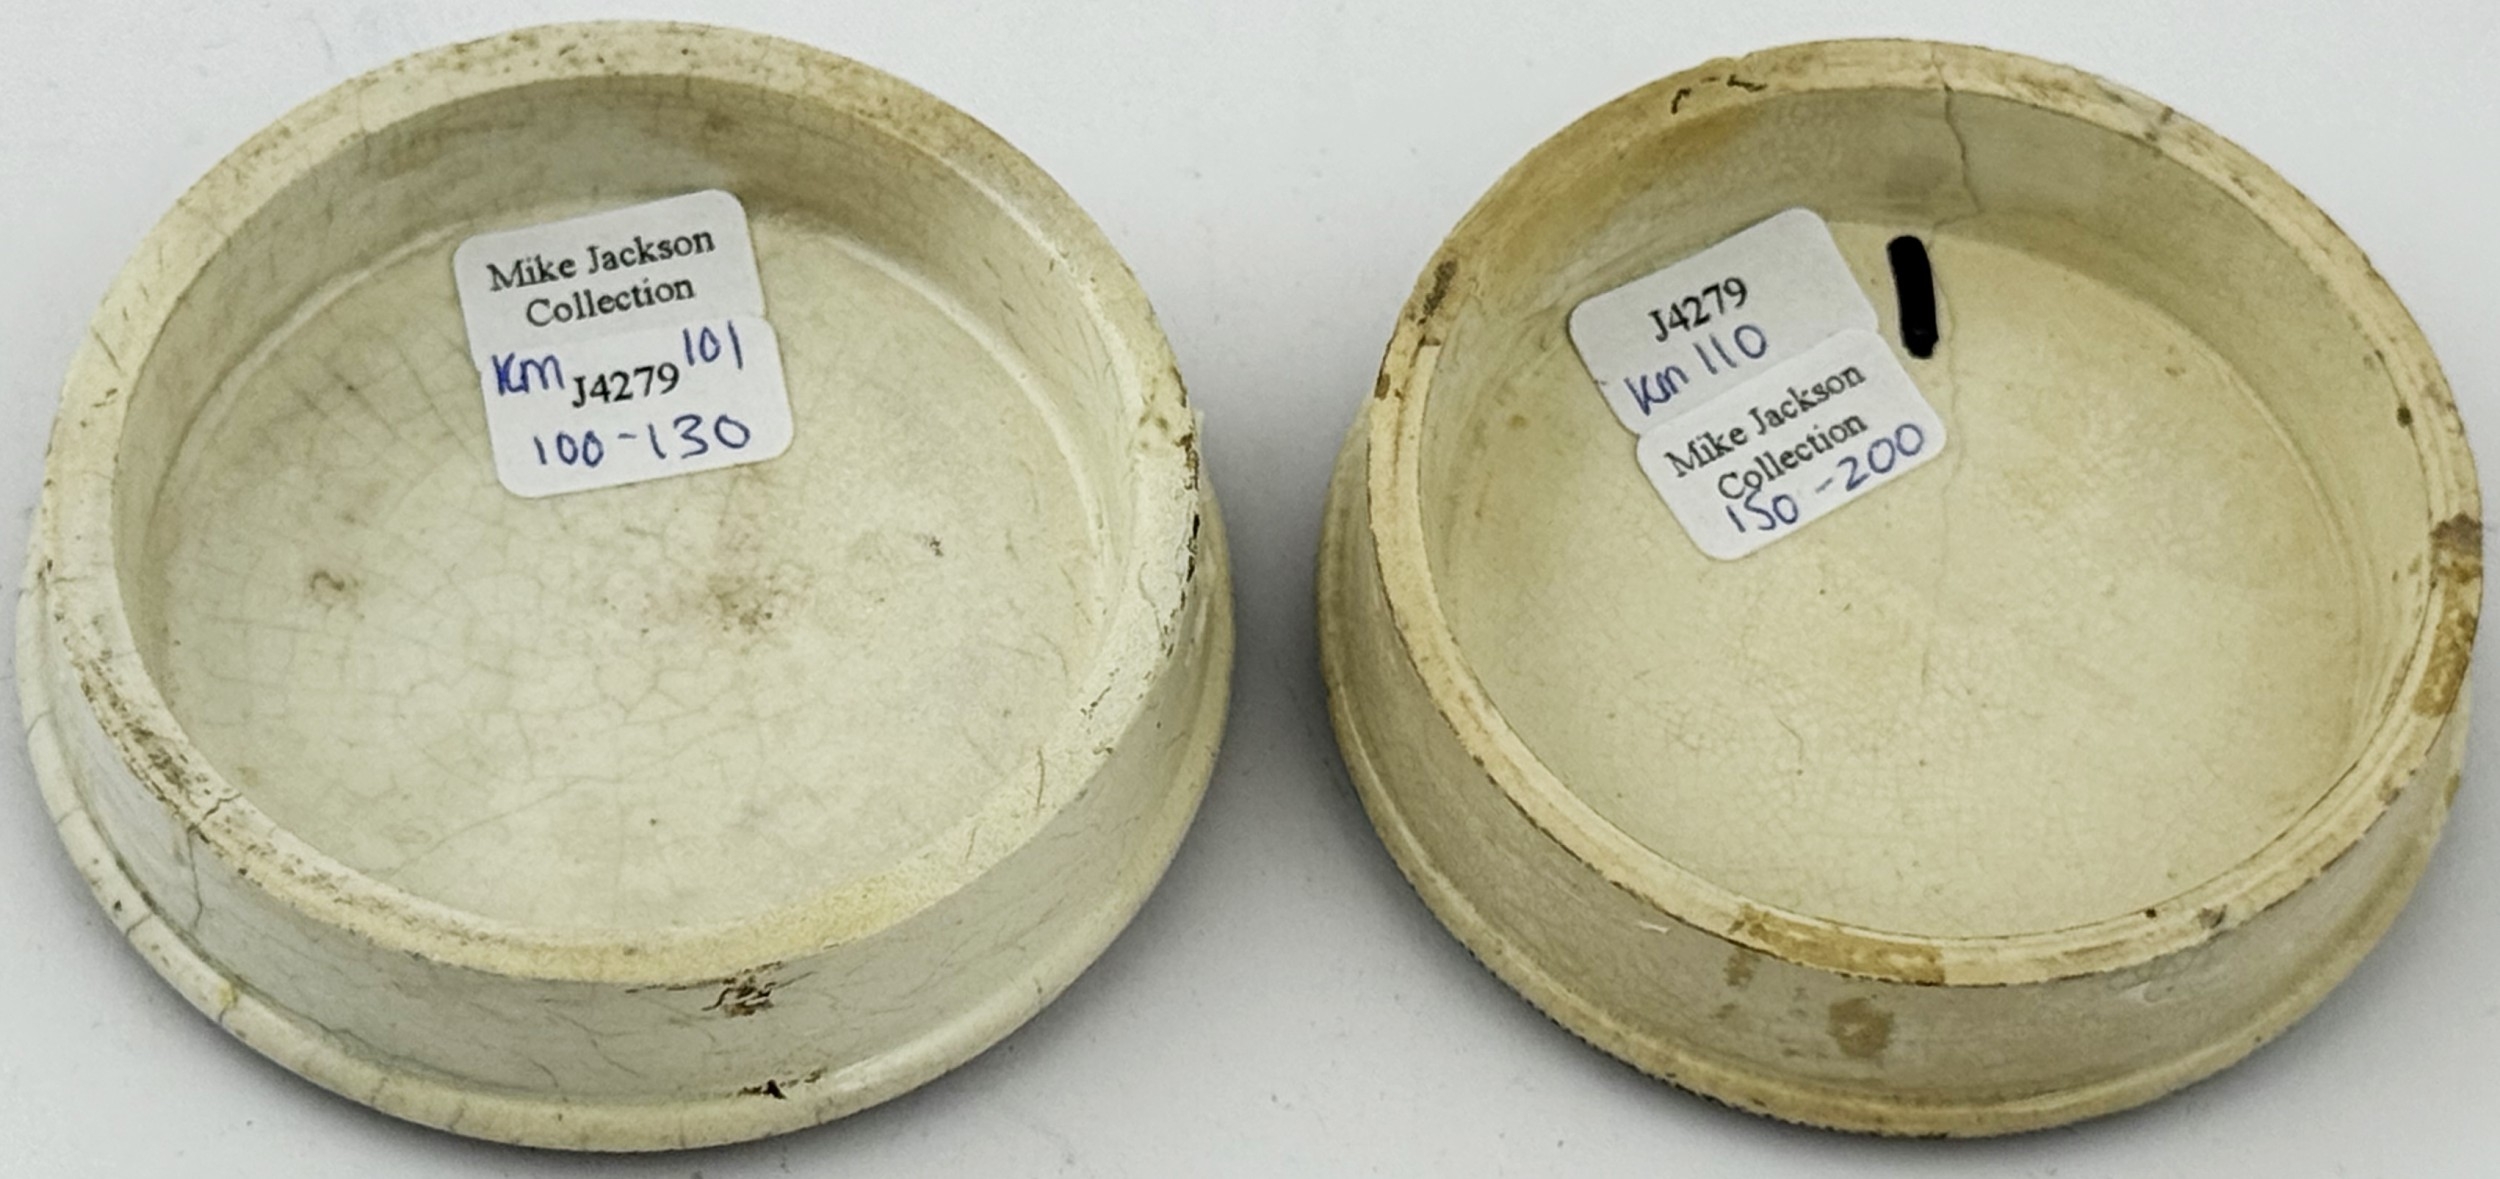 Mike Jackson
Collection
KM J4279 101
100-130
J4279
KM 110
Mike Jackson
Collection
150-200